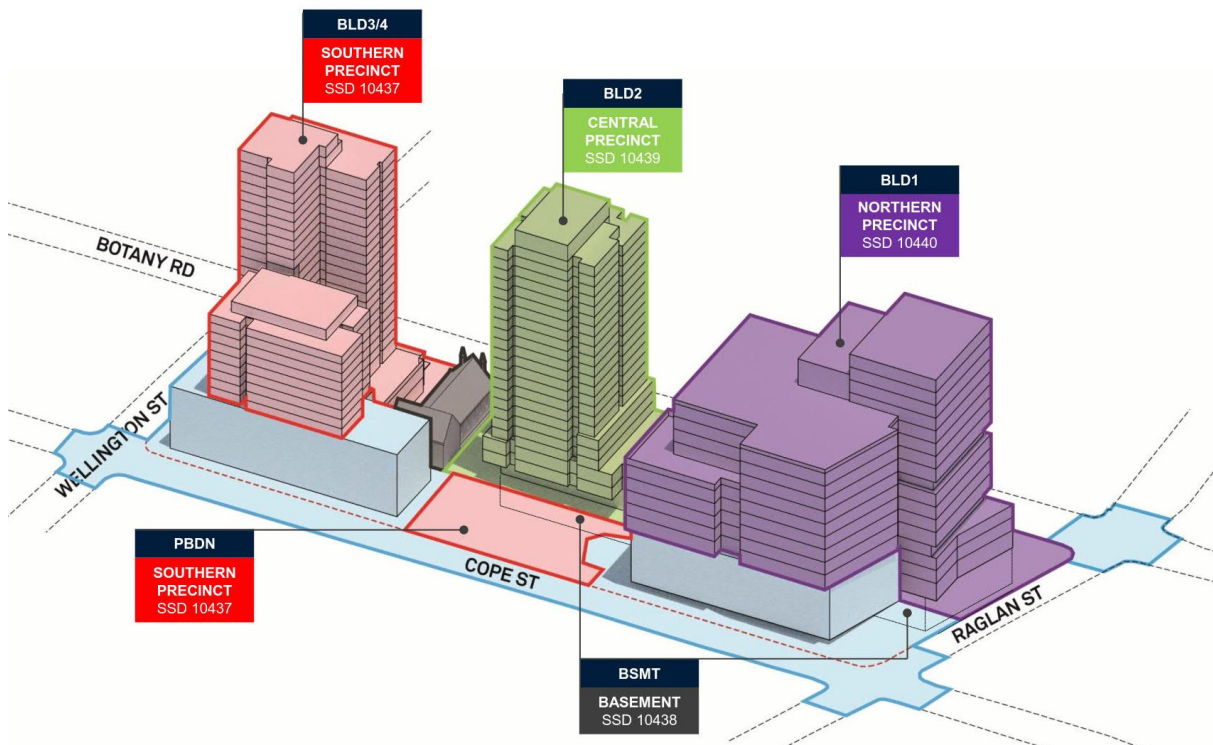 BLD3/4
SOUTHERN
PRECINCT
SSD 10437
BLD2
CENTRAL
PRECINCT
SSD 10439
BLD1
NORTHERN
PRECINCT
SSD 10440
BOTANY RD
WELLINGTON ST
PBDN
SOUTHERN
PRECINCT
SSD 10437
COPE ST
RAGLAN ST
BSMT
BASEMENT
SSD 10438